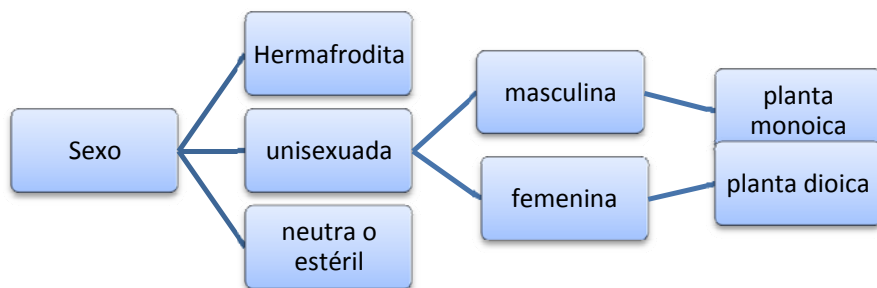 Sexo
Hermafrodita
unisexuada
neutra o
estéril
masculina
femenina
planta
monoica
planta dioica